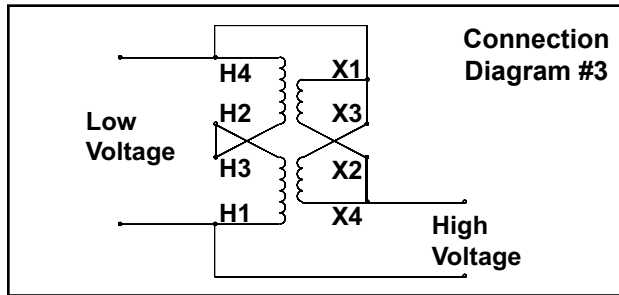 Connection
Diagram #3
H4
X1
H2
X3
Low
Voltage
H3
X2
H1
X4
High
Voltage